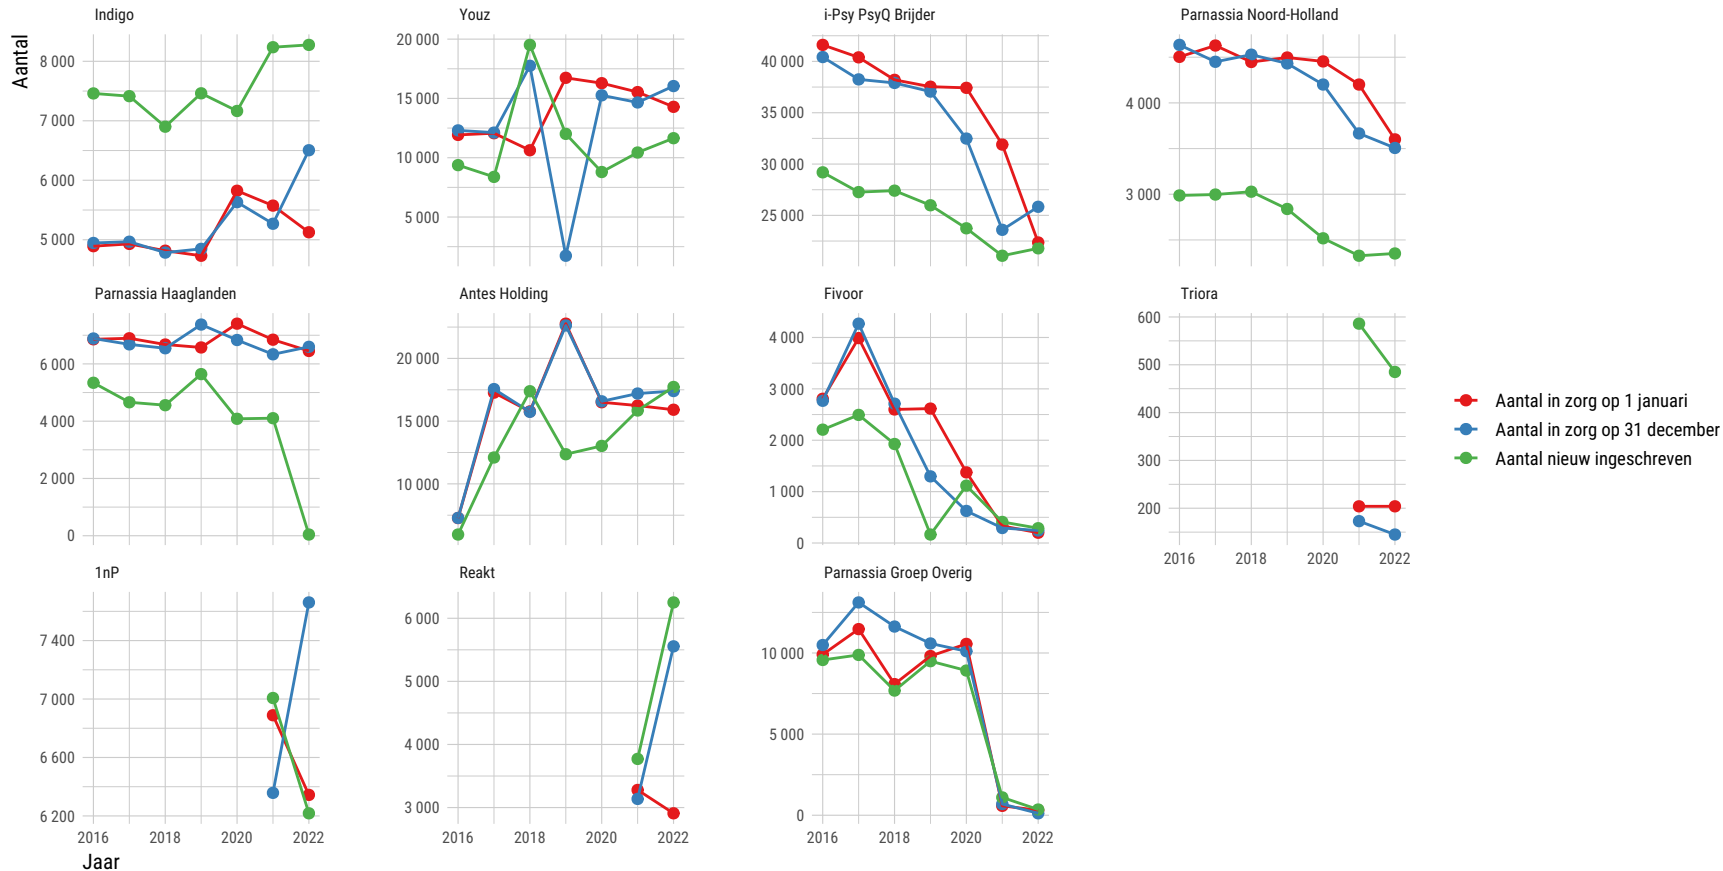 Indigo
Youz
i-Psy PsyQ Brijder
Parnassia Noord-Holland
Aantal
8 000
7 000
6 000
5 000
20 000
15 000
10 000
5 000
40 000
35 000
30 000
25 000
4 000
3 000
Parnassia Haaglanden
Antes Holding
Fivoor
Triora
6 000
4 000
2 000
0
20 000
15 000
10 000
4 000
3 000
2 000
1 000
0
600
500
400
300
200
2016 2018 2020 2022
Aantal in zorg op 1 januari
Aantal in zorg op 31 december
Aantal nieuw ingeschreven
1nP
Reakt
Parnassia Groep Overig
7 400
7 000
6 600
6 200
6 000
5 000
4 000
3 000
10 000
5 000
0
2016 2018 2020 2022
2016 2018 2020 2022
2016 2018 2020 2022
Jaar